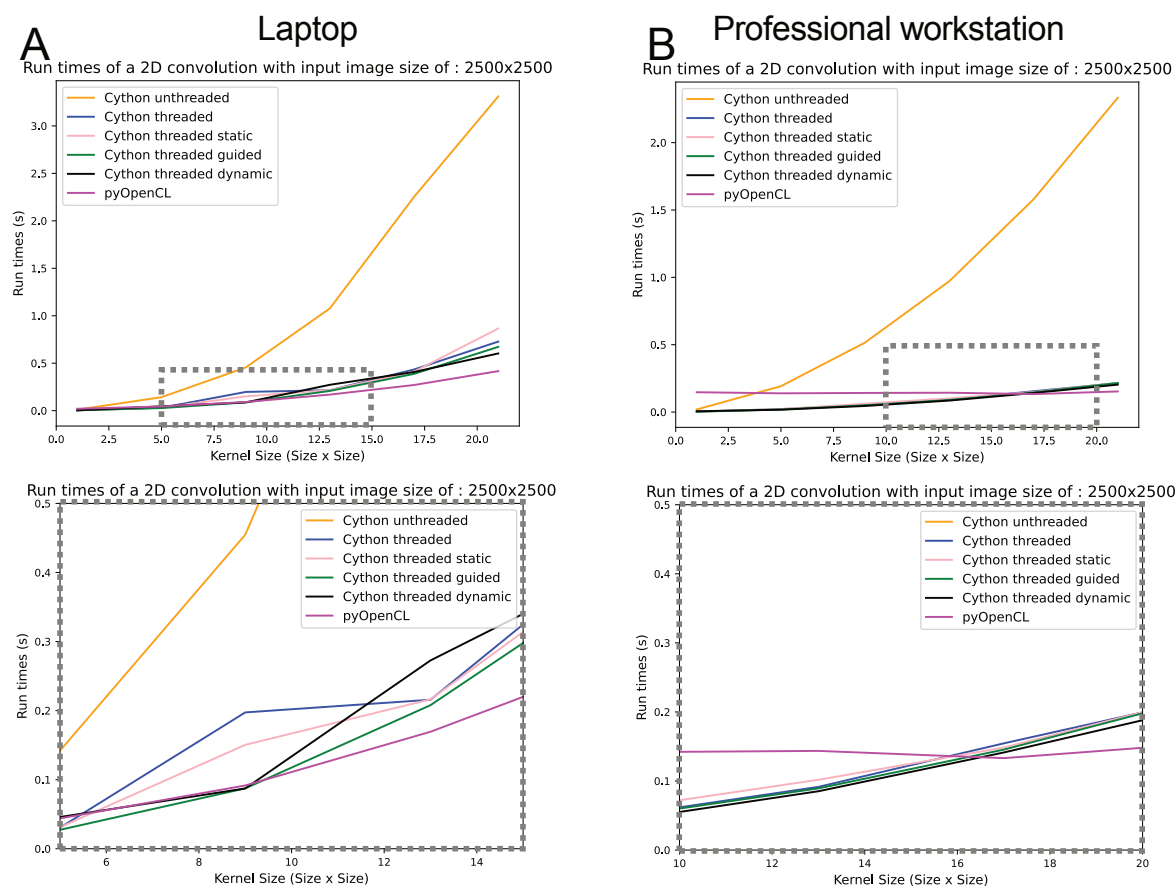 A
Laptop
Run times of a 2D convolution with input image size of : 2500x2500
Cython unthreaded
Cython threaded
Cython threaded static
Cython threaded guided
Cython threaded dynamic
pyOpenCL
Run times (s)
3.0
2.5
2.0
1.5
1.0
0.5
0.0
0.0 2.5 5.0 7.5 10.0 12.5 15.0 17.5 20.0
Kernel Size (Size x Size)
B
Professional workstation
Run times of a 2D convolution with input image size of : 2500x2500
Cython unthreaded
Cython threaded
Cython threaded static
Cython threaded guided
Cython threaded dynamic
pyOpenCL
Run times (s)
2.0
1.5
1.0
0.5
0.0
0.0 2.5 5.0 7.5 10.0 12.5 15.0 17.5 20.0
Kernel Size (Size x Size)
Run times of a 2D convolution with input image size of : 2500x2500
Cython unthreaded
Cython threaded
Cython threaded static
Cython threaded guided
Cython threaded dynamic
pyOpenCL
Run times (s)
0.5
0.4
0.3
0.2
0.1
0.0
6 8 10 12 14
Kernel Size (Size x Size)
Run times of a 2D convolution with input image size of : 2500x2500
Cython unthreaded
Cython threaded
Cython threaded static
Cython threaded guided
Cython threaded dynamic
pyOpenCL
Run times (s)
0.5
0.4
0.3
0.2
0.1
0.0
10 12 14 16 18 20
Kernel Size (Size x Size)